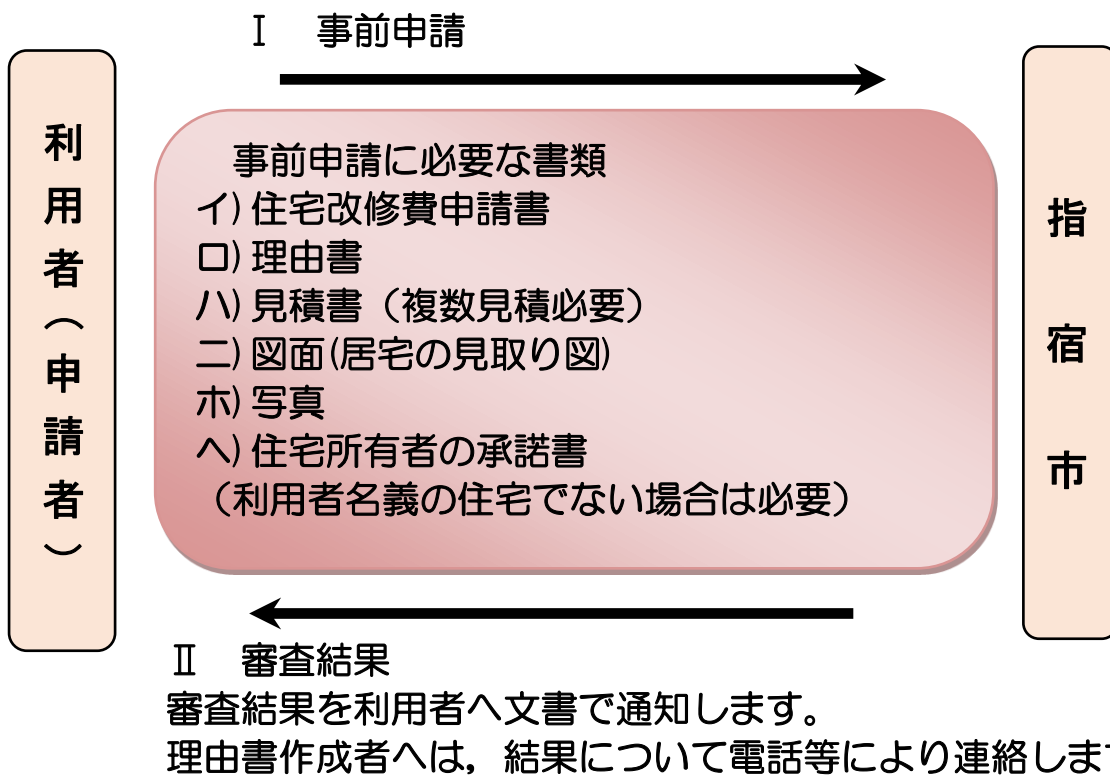 Ⅰ　事前申請
利用者（申請者）
事前申請に必要な書類
イ) 住宅改修費申請書
ロ) 理由書
ハ) 見積書（複数見積必要）
ニ) 図面(居宅の見取り図)
ホ) 写真
ヘ) 住宅所有者の承諾書
（利用者名義の住宅でない場合は必要）
指宿市
Ⅱ　審査結果
審査結果を利用者へ文書で通知します。
理由書作成者へは，結果について電話等により連絡しま